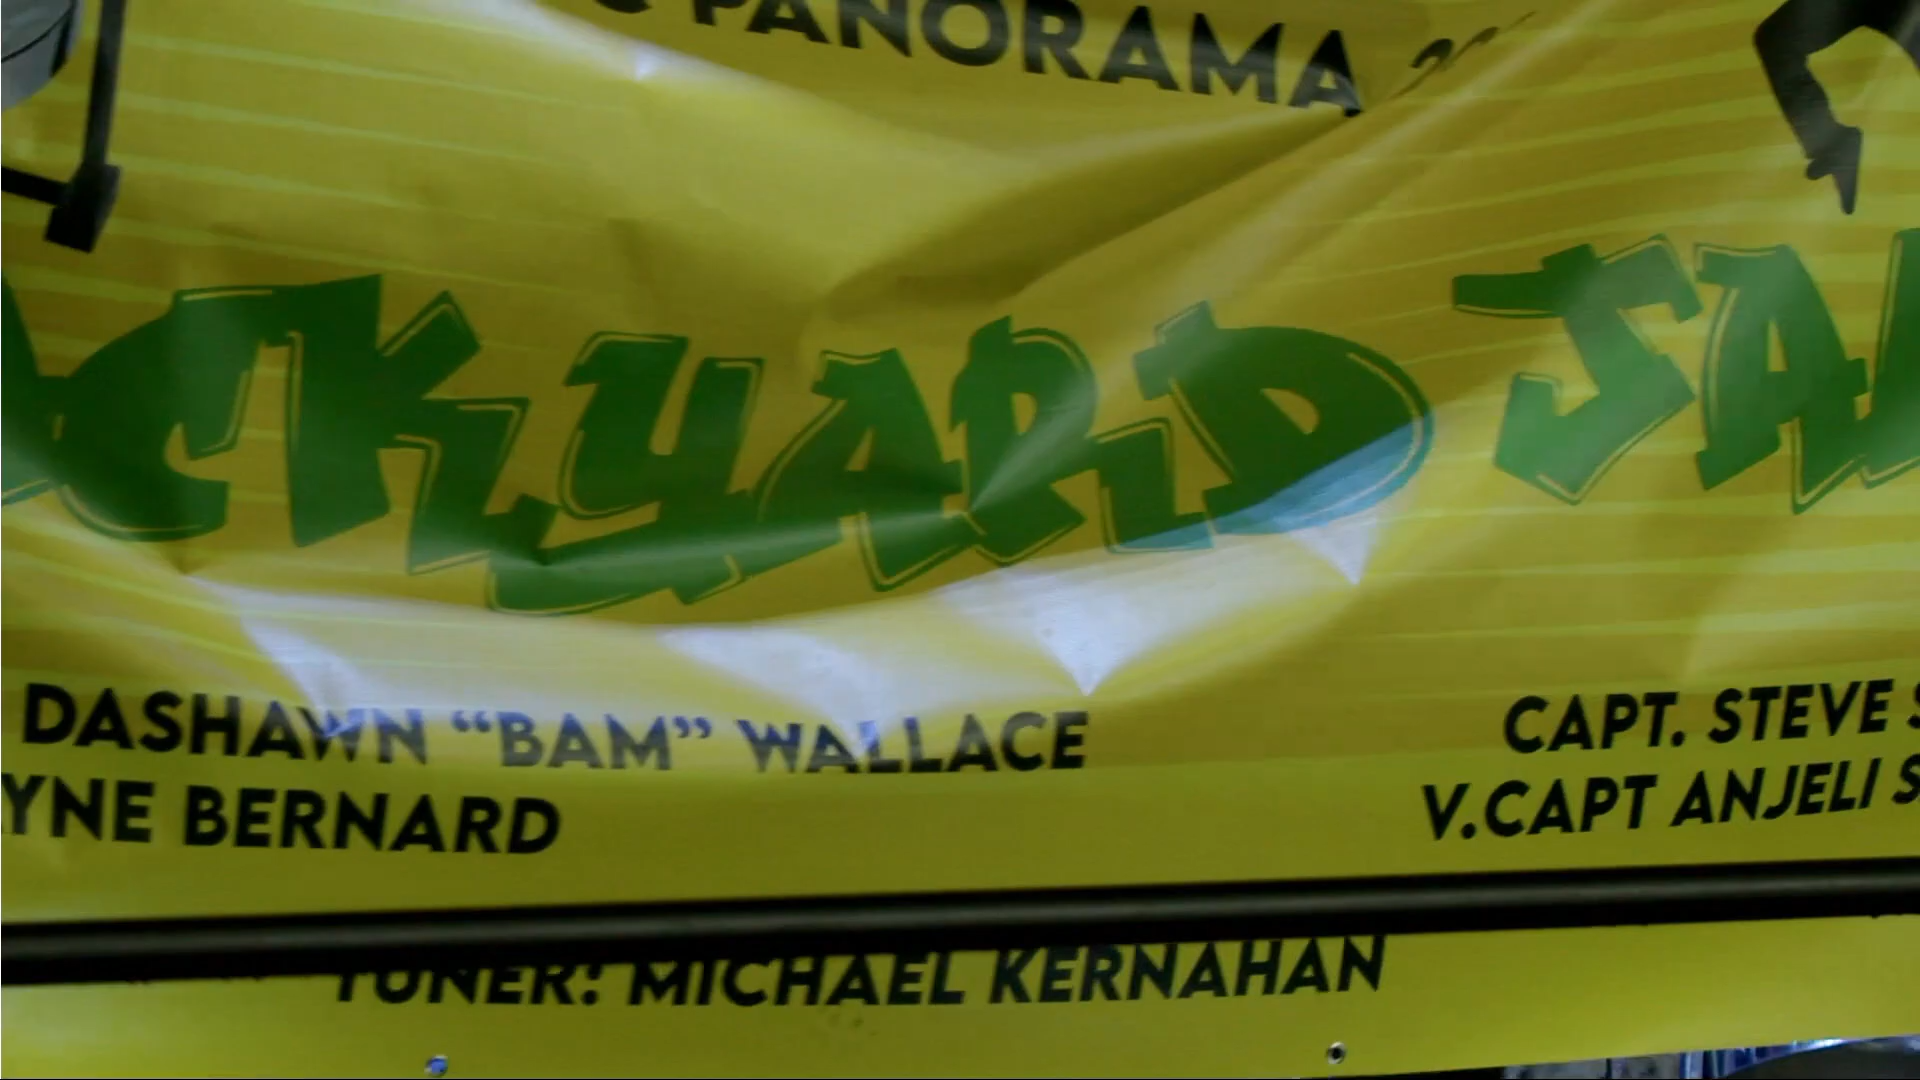 PANORAMA
CKYARD JA
DASHAWN “BAM” WALLACE
YNE BERNARD
CAPT. STEVE S
V.CAPT ANJELI S
TUNER: MICHAEL KERNAHAN